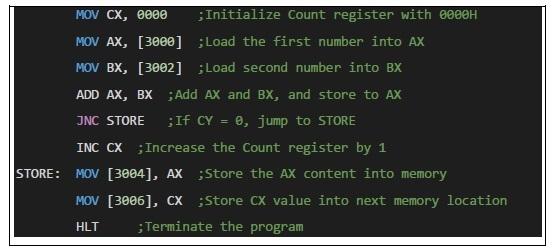 MOV CX, 0000 ;Initialize Count register with 0000H
MOV AX, [3000] ;Load the first number into AX
MOV BX, [3002] ;Load second number into BX
ADD AX, BX ;Add AX and BX, and store to AX
JNC STORE ;If CY = 0, jump to STORE
INC CX ;Increase the Count register by 1
STORE: MOV [3004], AX ;Store the AX content into memory
MOV [3006], CX ;Store CX value into next memory location
HLT ;Terminate the program